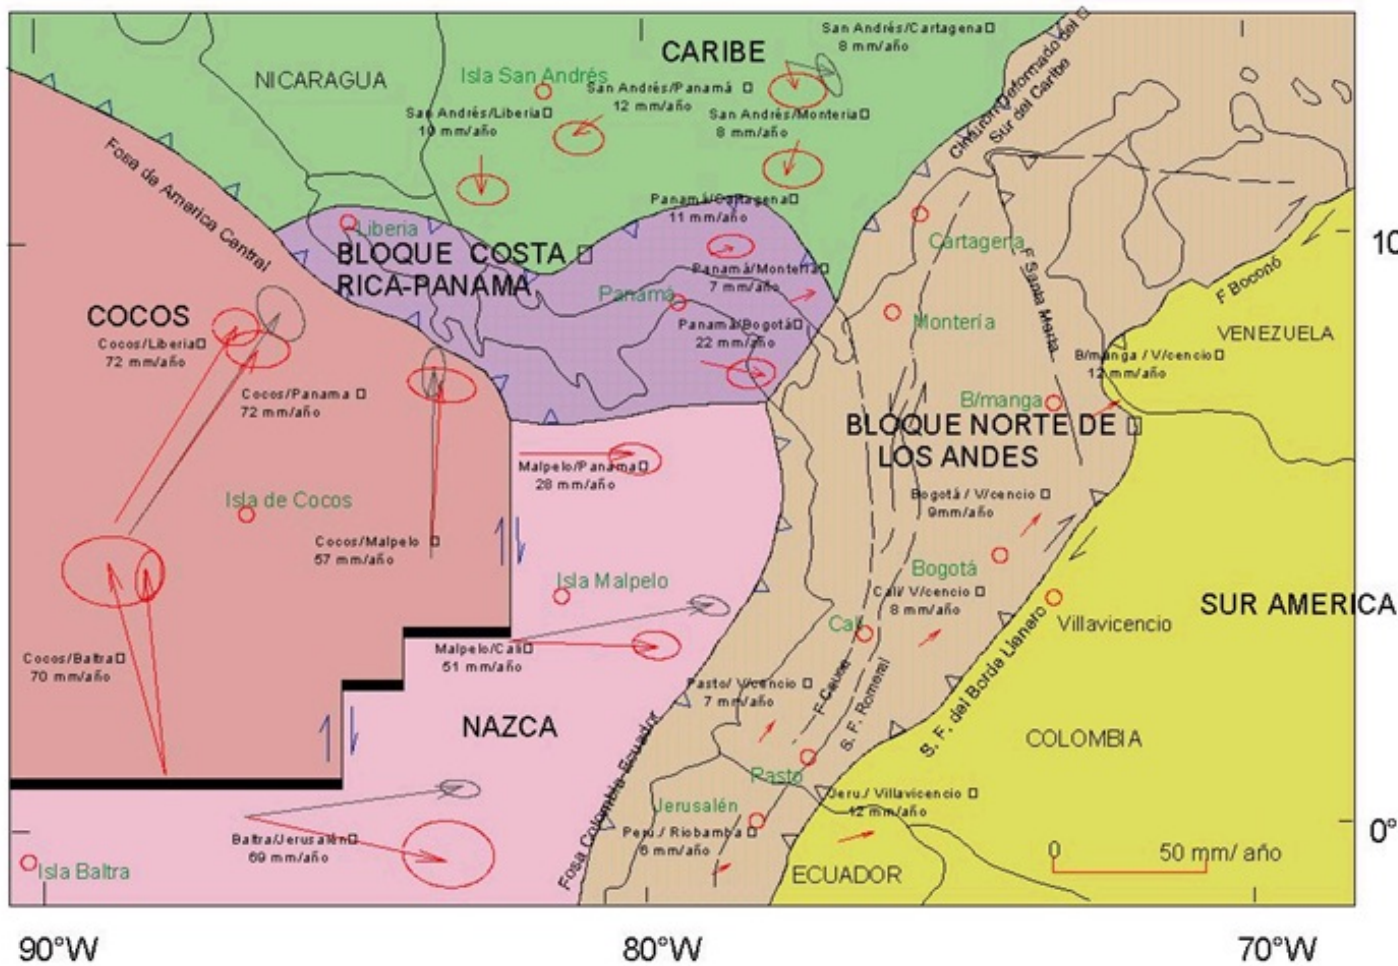 San Andrés/Cartagena
8 mm/año
CARIBE
NICARAGUA
Isla San Andrés
San Andrés/Panamá
12 mm/año
San Andrés/Liberia
10 mm/año
San Andrés/Monteria
8 mm/año
Cinturon Deformado del
Sur del Caribe
Fosa de America Central
Panamá/Cartagena
11 mm/año
Liberia
Cartagena
10
BLOQUE COSTA
RICA-PANAMA
Panamá/Monteria
7 mm/año
Panamá
F Santa Marta
F Boconó
COCOS
Cocos/Liberia
72 mm/año
Panamá/Bogotá
22 mm/año
Montería
VENEZUELA
B/manga / V/cencio
12 mm/año
Cocos/Panama
72 mm/año
B/manga
BLOQUE NORTE DE
LOS ANDES
Malpelo/Panama
28 mm/año
Isla de Cocos
Bogotá / V/cencio
9mm/año
Cocos/Malpelo
57 mm/año
Isla Malpelo
Bogotá
Cali/ V/cencio
8 mm/año
SUR AMERICA
Cali
Villavicencio
Cocos/Baltra
70 mm/año
Malpelo/Cali
51 mm/año
Pasto/ V/cencio
7 mm/año
F Cauca
S. F. Romeral
S. F. del Borde Llanero
NAZCA
COLOMBIA
Pasto
Fosa Colombia-Ecuador
Jerusalén
Jeru./ Villavicencio
12 mm/año
Baltra/Jerusalén
69 mm/año
Peru./ Riobamba
6 mm/año
0°
0 50 mm/ año
Isla Baltra
ECUADOR
90°W 80°W 70°W